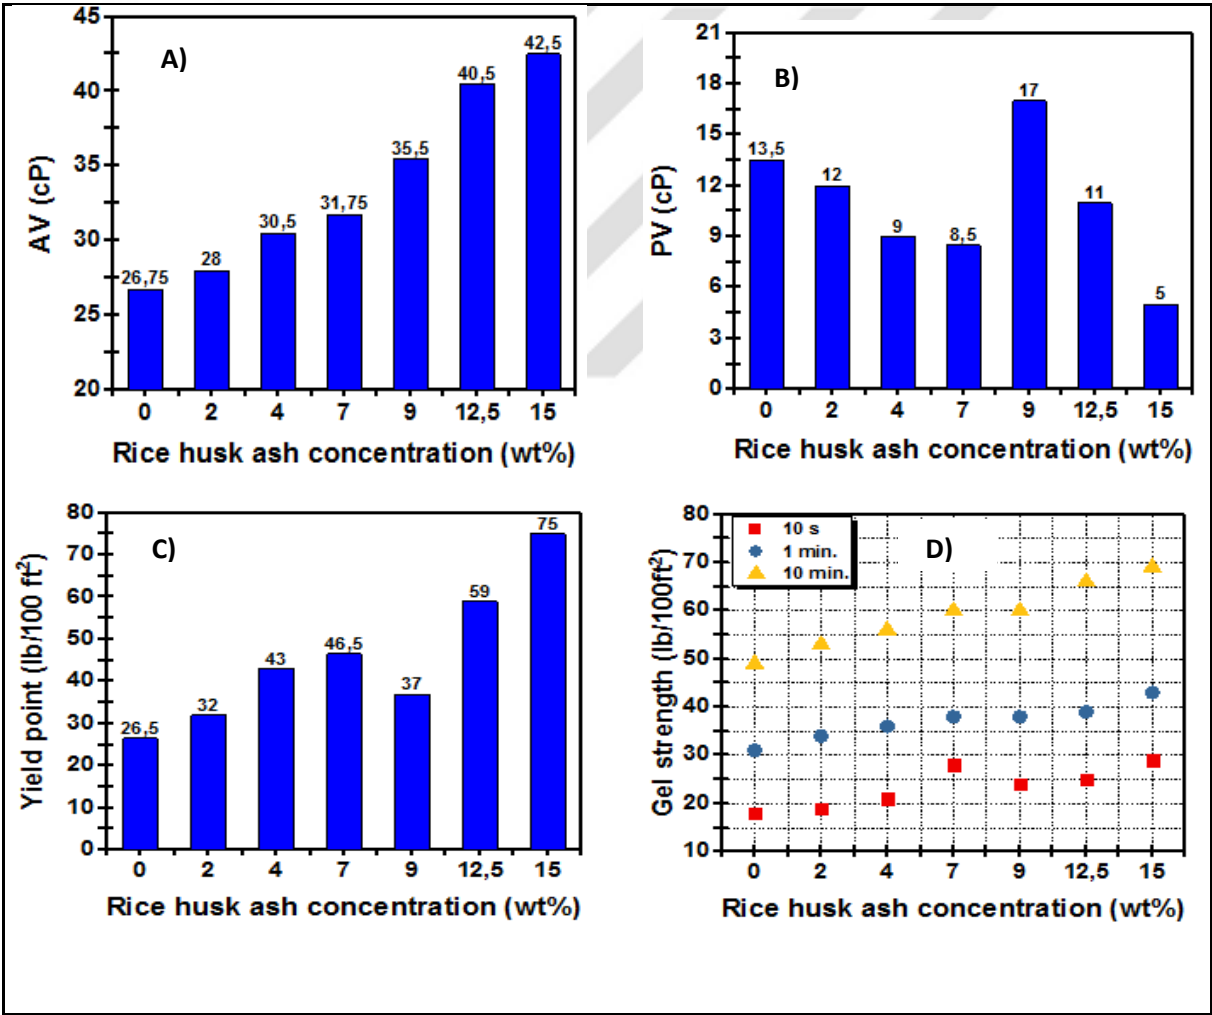 A)
AV (cP)
45
40
35
30
25
20
26,75
28
30,5
31,75
35,5
40,5
42,5
0 2 4 7 9 12,5 15
Rice husk ash concentration (wt%)
B)
PV (cP)
21
18
15
12
9
6
3
0
13,5
12
9
8,5
17
11
5
0 2 4 7 9 12,5 15
Rice husk ash concentration (wt%)
C)
Yield point (lb/100 ft²)
80
70
60
50
40
30
20
10
0
26,5
32
43
46,5
37
59
75
0 2 4 7 9 12,5 15
Rice husk ash concentration (wt%)
D)
Gel strength (lb/100ft²)
80
70
60
50
40
30
20
10
10 s
1 min.
10 min.
0 2 4 7 9 12,5 15
Rice husk ash concentration (wt%)